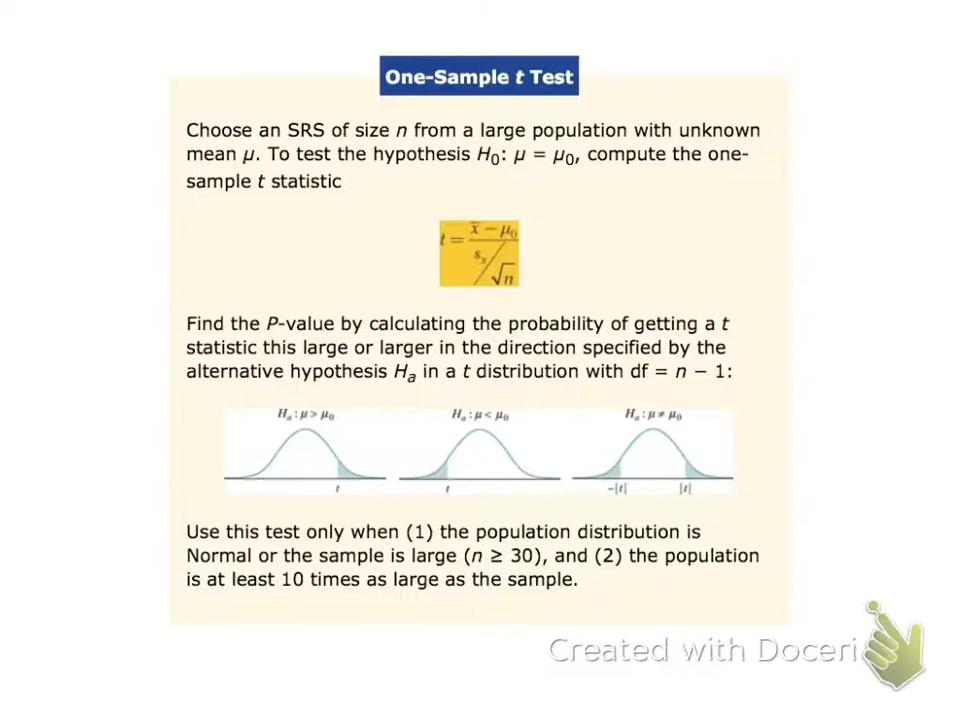 One-Sample t Test
Choose an SRS of size n from a large population with unknown
mean μ. To test the hypothesis H₀: μ = μ₀, compute the one-
sample t statistic
t = x̄ − μ₀ / sₓ/√n
Find the P-value by calculating the probability of getting a t
statistic this large or larger in the direction specified by the
alternative hypothesis Hₐ in a t distribution with df = n − 1:
Hₐ : μ > μ₀ Hₐ : μ < μ₀ Hₐ : μ ≠ μ₀
t t −|t| |t|
Use this test only when (1) the population distribution is
Normal or the sample is large (n ≥ 30), and (2) the population
is at least 10 times as large as the sample.
Created with Doceri